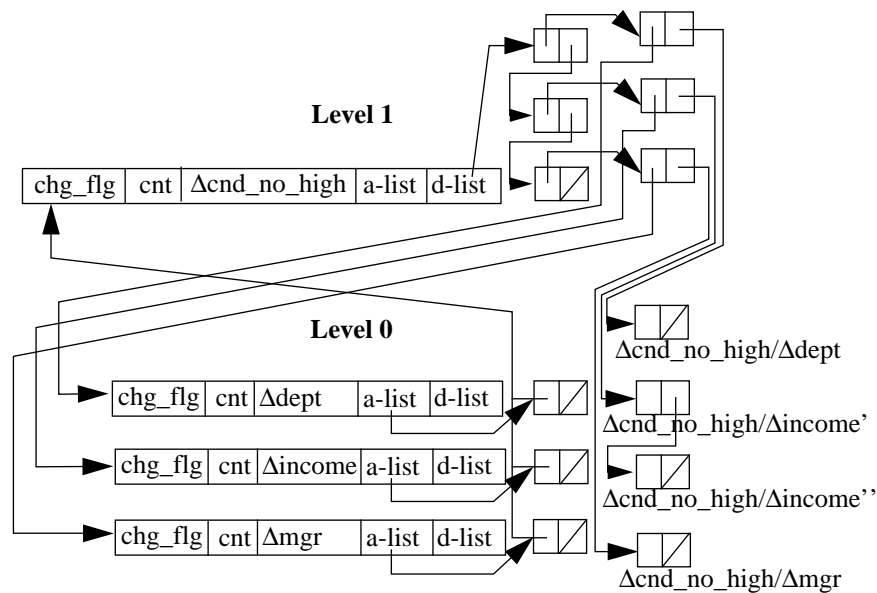 Level 1
chg_flg cnt Δcnd_no_high a-list d-list
Level 0
Δcnd_no_high/Δdept
chg_flg cnt Δdept a-list d-list
Δcnd_no_high/Δincome’
chg_flg cnt Δincome a-list d-list
Δcnd_no_high/Δincome’’
chg_flg cnt Δmgr a-list d-list
Δcnd_no_high/Δmgr